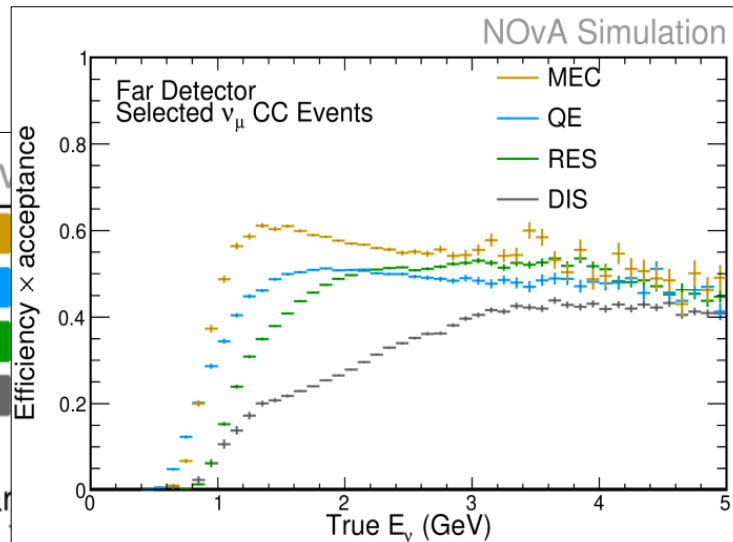 NOvA Simulation
Far Detector
Selected νμ CC Events
MEC
QE
RES
DIS
Efficiency × acceptance
1
0.8
0.6
0.4
0.2
0
0 1 2 3 4 5
True Eν (GeV)